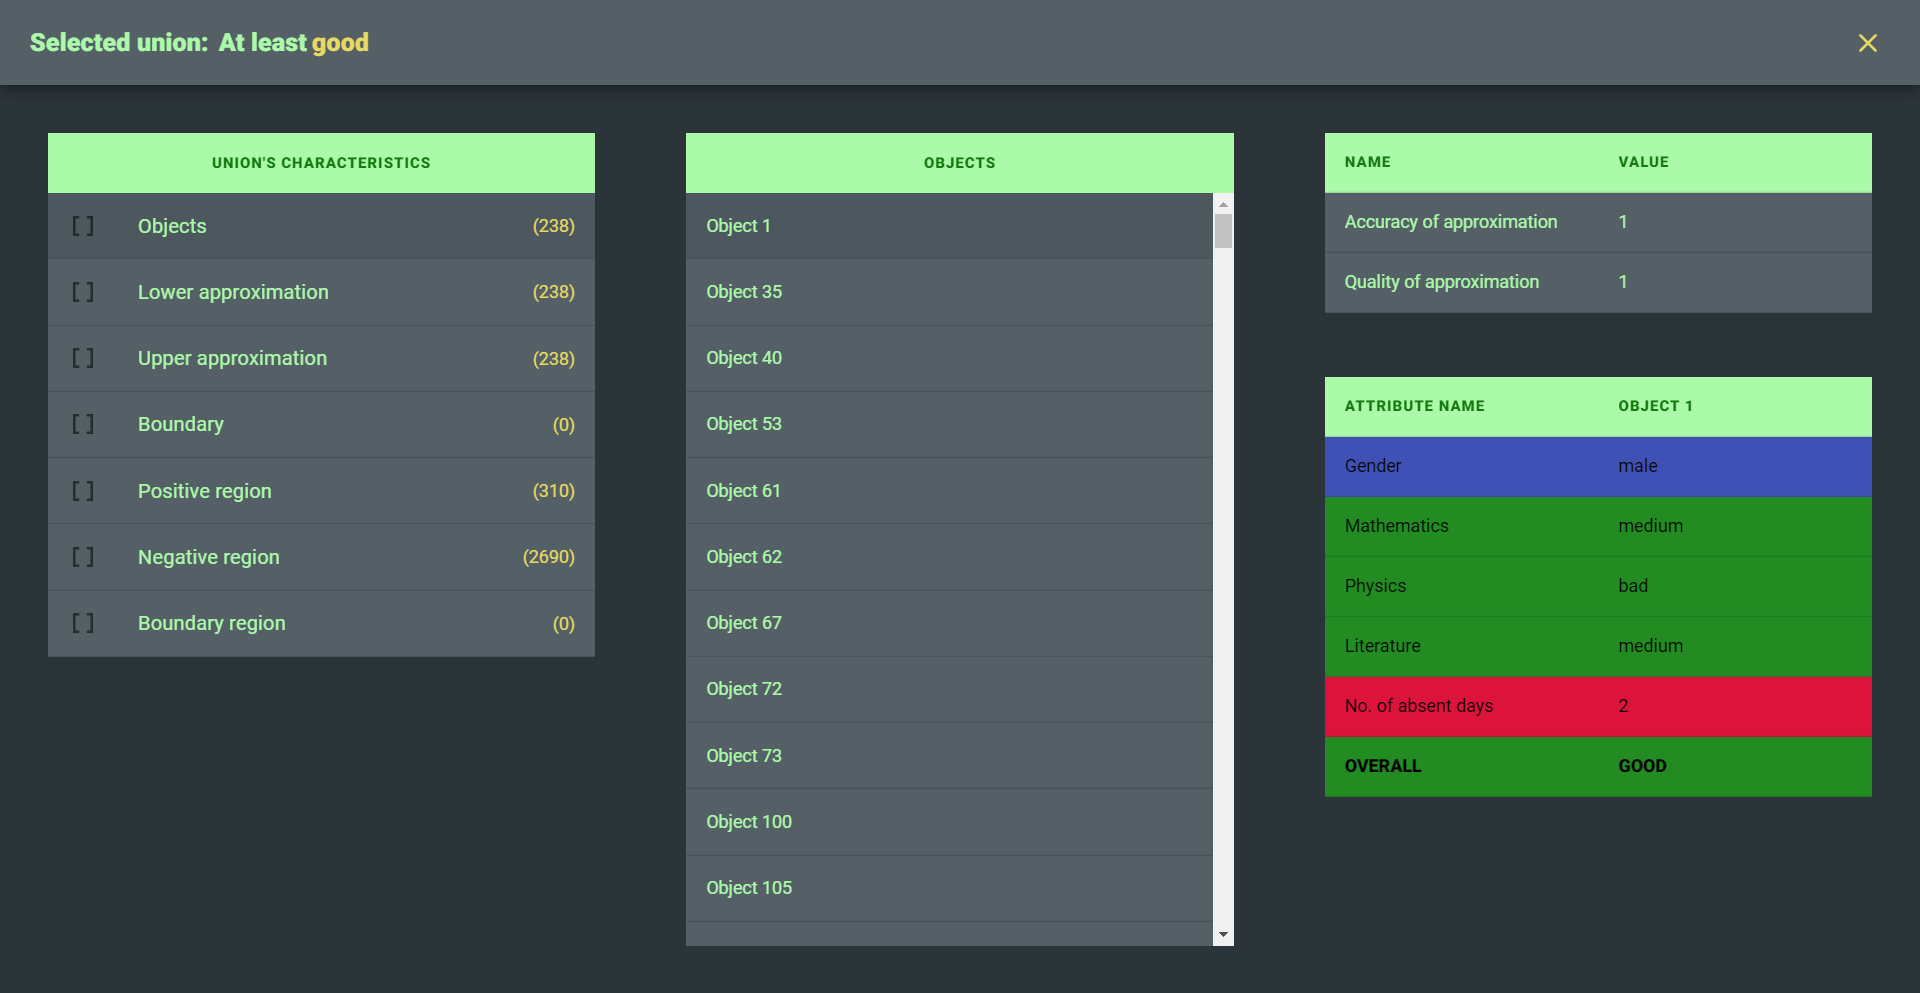 Selected union: At least good
UNION'S CHARACTERISTICS
Objects (238)
Lower approximation (238)
Upper approximation (238)
Boundary (0)
Positive region (310)
Negative region (2690)
Boundary region (0)
OBJECTS
Object 1
Object 35
Object 40
Object 53
Object 61
Object 62
Object 67
Object 72
Object 73
Object 100
Object 105
NAME VALUE
Accuracy of approximation 1
Quality of approximation 1
ATTRIBUTE NAME OBJECT 1
Gender male
Mathematics medium
Physics bad
Literature medium
No. of absent days 2
OVERALL GOOD